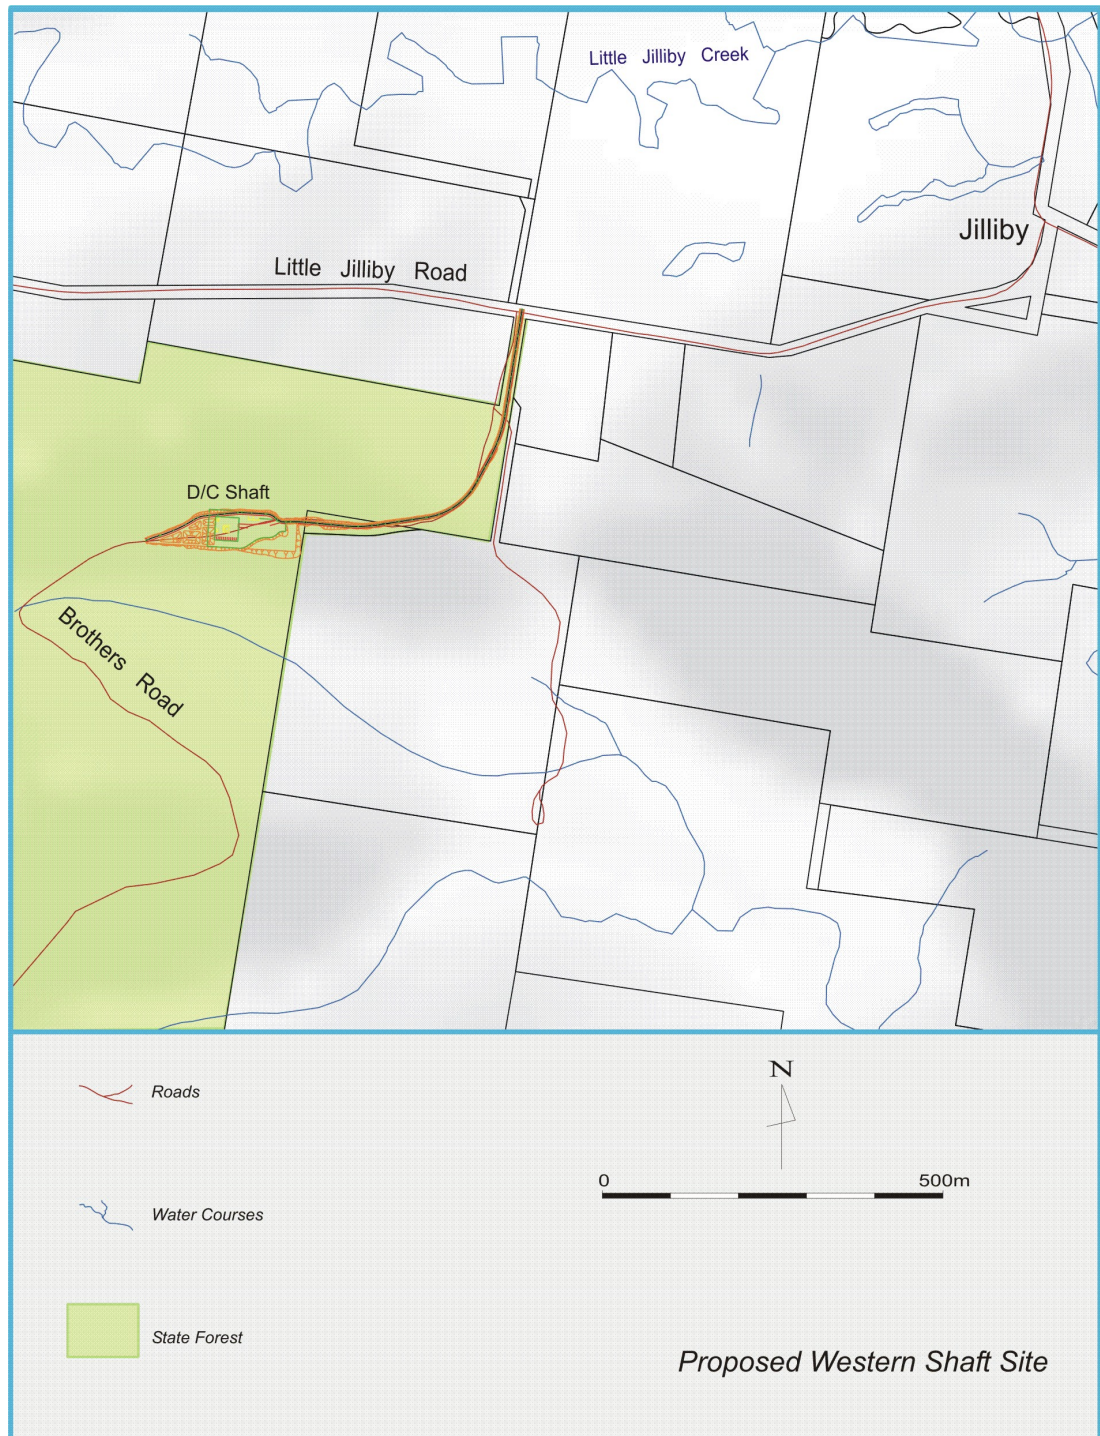 Little Jilliby Creek
Jilliby
Little Jilliby Road
D/C Shaft
Brothers Road
Roads
N
0 500m
Water Courses
State Forest
Proposed Western Shaft Site